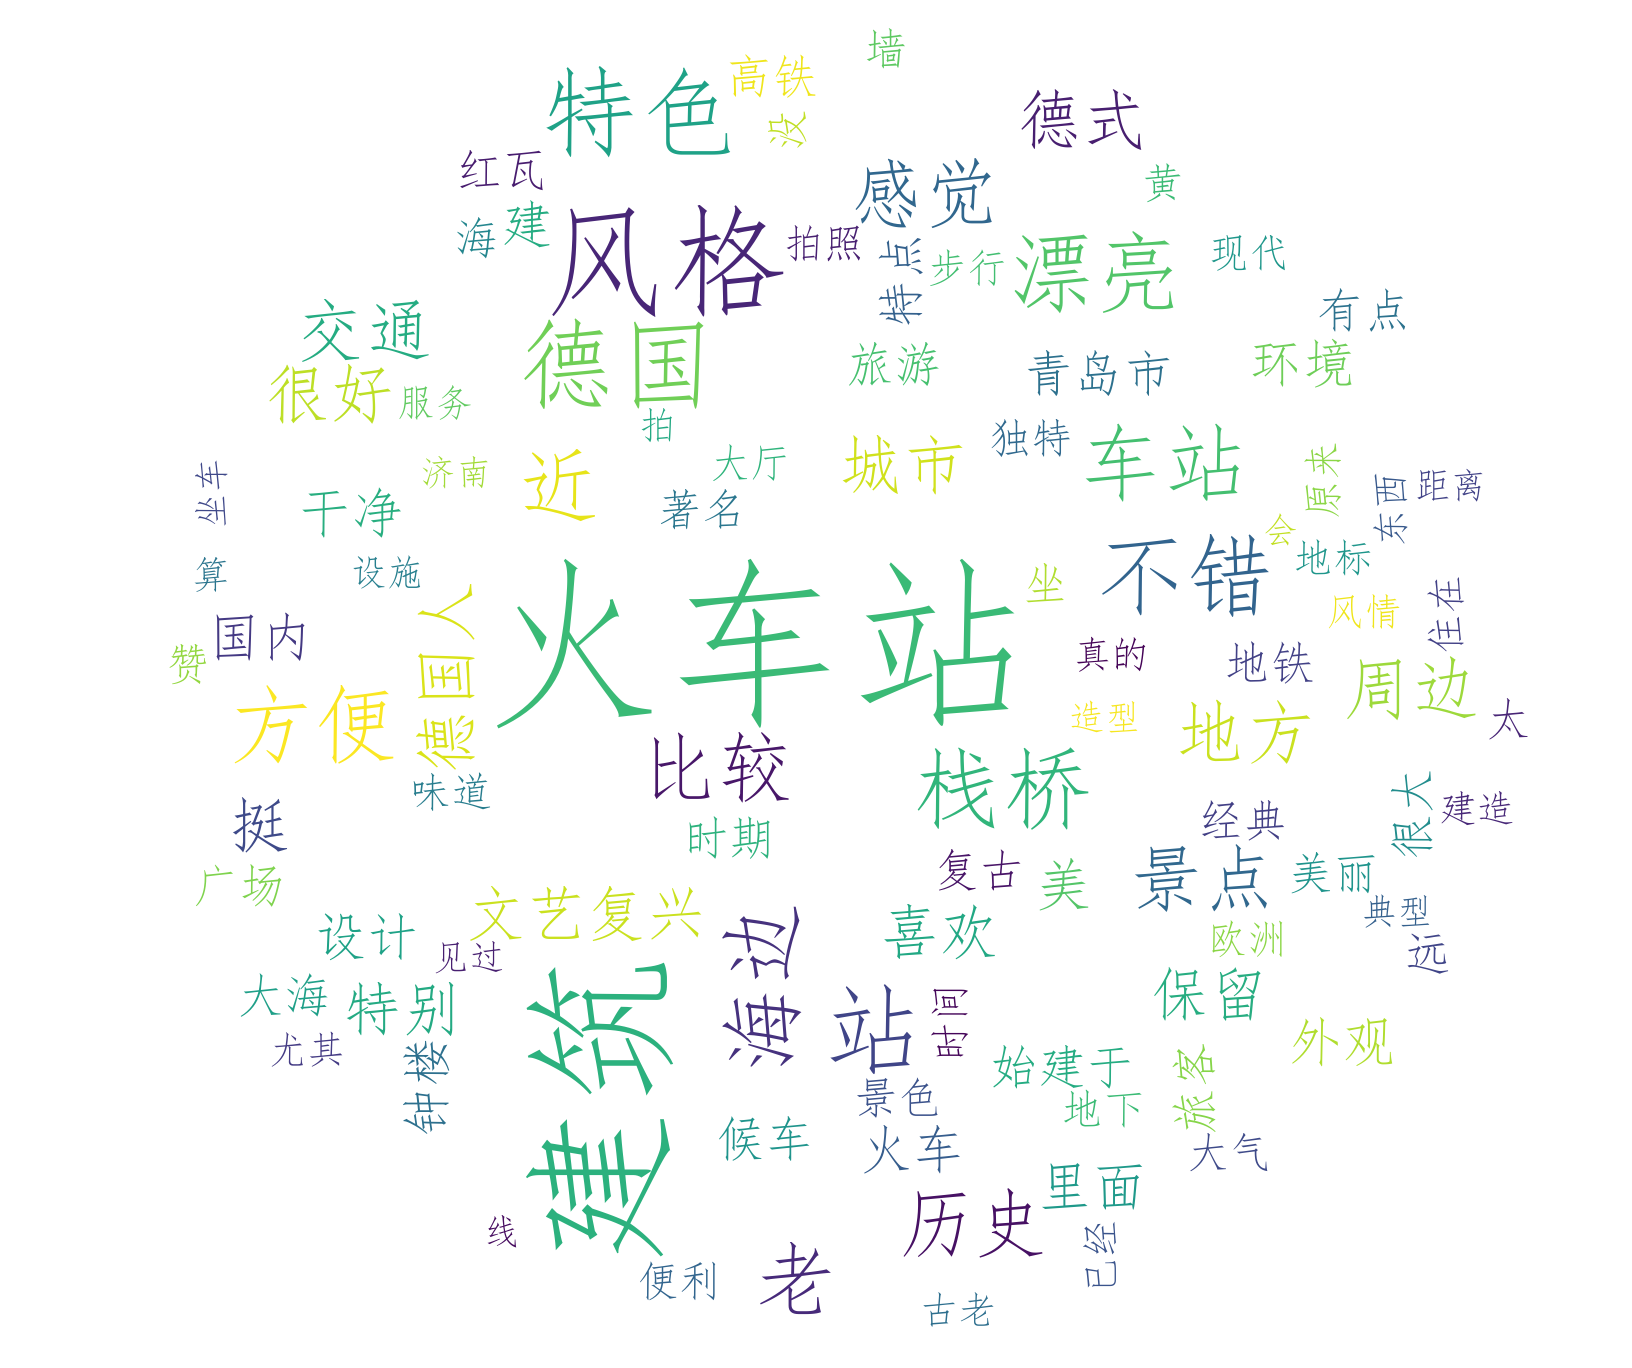 墙
特色
高铁
没
德式
红瓦
感觉
黄
海
建
风格
拍照
特点
步行
漂亮
现代
交通
德国
旅游
青岛市
有点
环境
很好
服务
拍
城市
独特
车站
济南
近
大厅
著名
原来
东西
距离
坐车
干净
不错
会
地标
算
设施
火车站
坐
风情
住在
国内
德国人
真的
地铁
周边
赞
方便
造型
地方
太
比较
栈桥
味道
挺
时期
经典
很大
建造
广场
复古
美
景点
美丽
设计
文艺复兴
喜欢
典型
见过
海边
欧洲
远
大海
特别
建筑
站
时间
保留
外观
尤其
钟楼
始建于
旅客
景色
地下
候车
火车
大气
里面
线
历史
已经
便利
老
古老